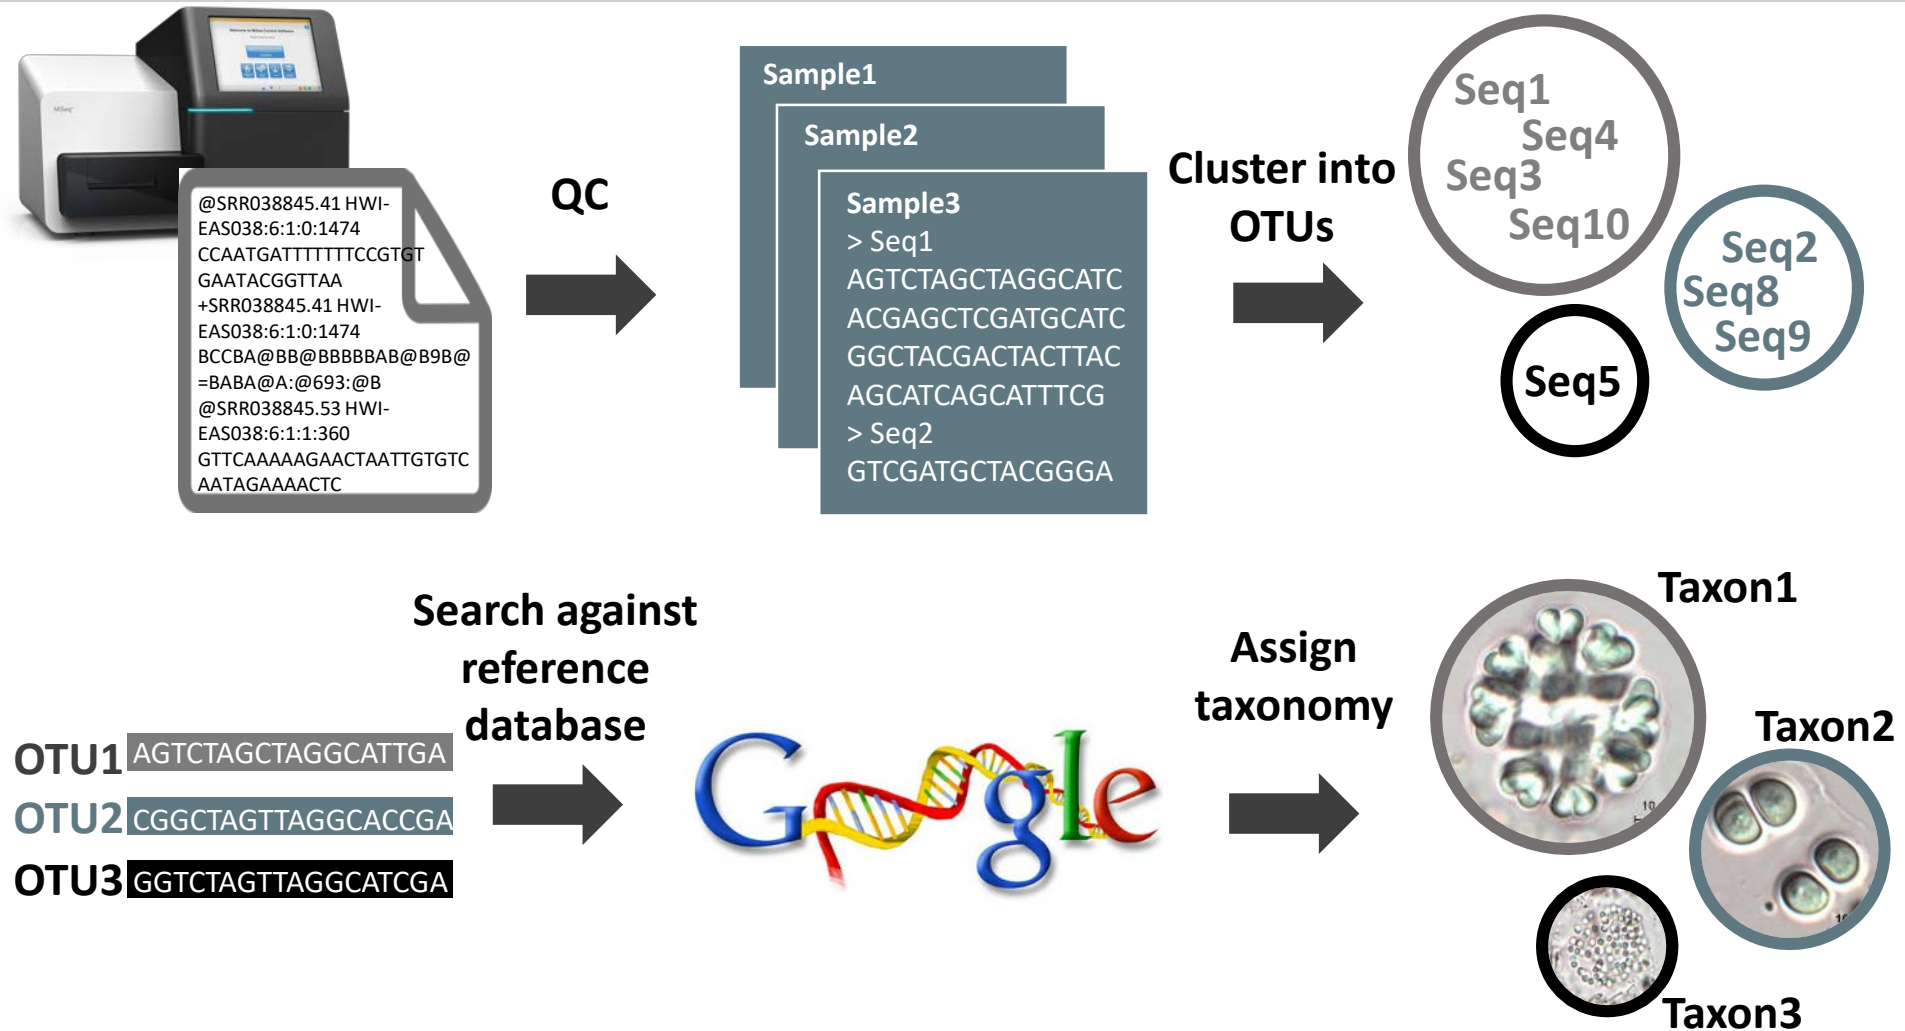 MiSeq
@SRR038845.41 HWI-
EAS038:6:1:0:1474
CCAATGATTTTTTTCCGTGT
GAATACGGTTAA
+SRR038845.41 HWI-
EAS038:6:1:0:1474
BCCBA@BB@BBBBBAB@B9B@
=BABA@A:@693:@B
@SRR038845.53 HWI-
EAS038:6:1:1:360
GTTCAAAAAGAACTAATTGTGTC
AATAGAAAACTC
QC
Sample1
Sample2
Sample3
> Seq1
AGTCTAGCTAGGCATC
ACGAGCTCGATGCATC
GGCTACGACTACTTAC
AGCATCAGCATTTCG
> Seq2
GTCGATGCTACGGGA
Cluster into
OTUs
Seq1
Seq4
Seq3
Seq10
Seq2
Seq8
Seq9
Seq5
OTU1 AGTCTAGCTAGGCATTGA
OTU2 CGGCTAGTTAGGCACCGA
OTU3 GGTCTAGTTAGGCATCGA
Search against
reference
database
Google
Assign
taxonomy
Taxon1
10
Taxon2
10
Taxon3